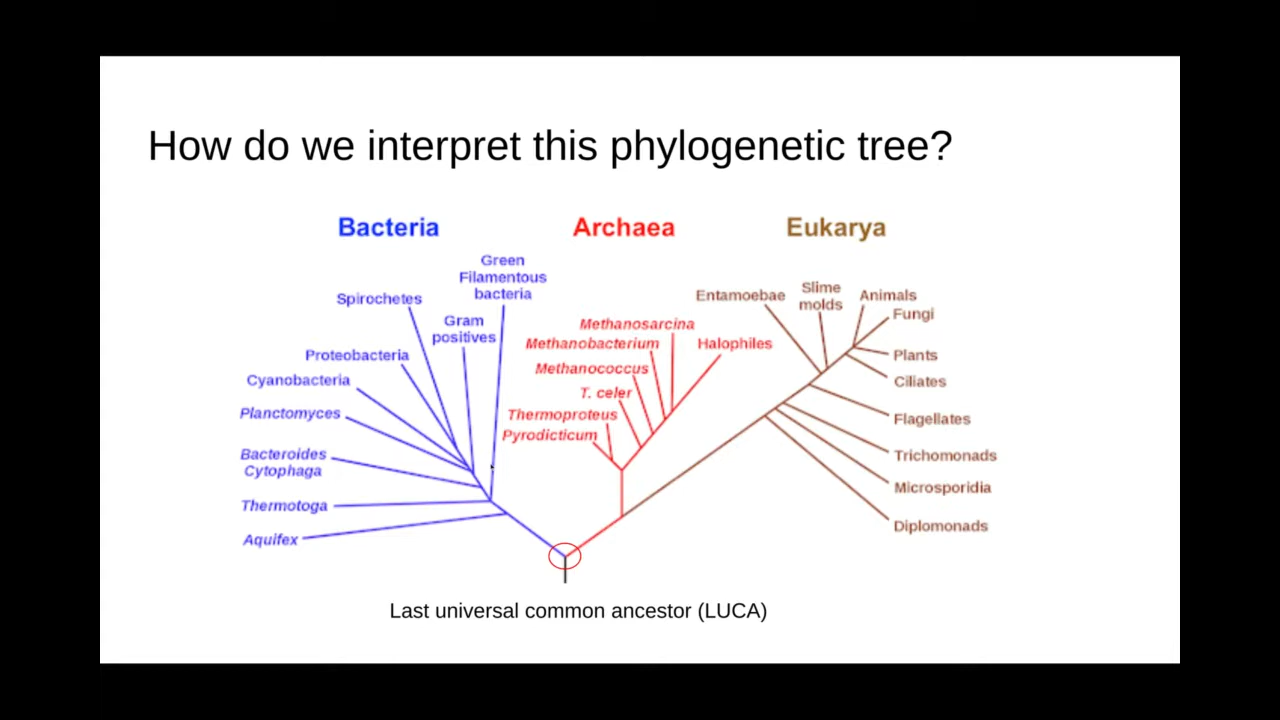 How do we interpret this phylogenetic tree?
Bacteria
Archaea
Eukarya
Green
Filamentous
bacteria
Spirochetes
Gram
positives
Proteobacteria
Cyanobacteria
Planctomyces
Bacteroides
Cytophaga
Thermotoga
Aquifex
Methanosarcina
Methanobacterium
Halophiles
Methanococcus
T. celer
Thermoproteus
Pyrodicticum
Entamoebae
Slime
molds
Animals
Fungi
Plants
Ciliates
Flagellates
Trichomonads
Microsporidia
Diplomonads
Last universal common ancestor (LUCA)